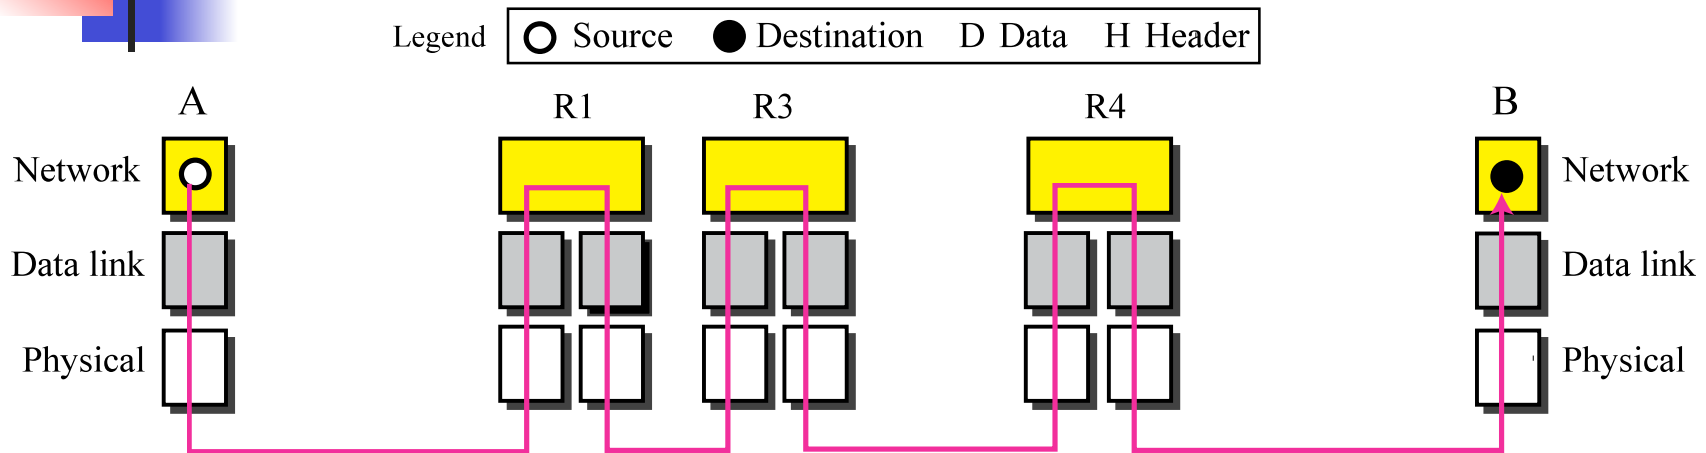 Legend Source Destination D Data H Header
A R1 R3 R4 B
Network Network
Data link Data link
Physical Physical